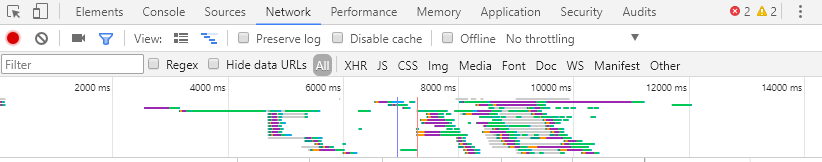 Elements Console Sources Network Performance Memory Application Security Audits 2 2
View: Preserve log Disable cache Offline No throttling
Filter Regex Hide data URLs All XHR JS CSS Img Media Font Doc WS Manifest Other
2000 ms 4000 ms 6000 ms 8000 ms 10000 ms 12000 ms 14000 ms